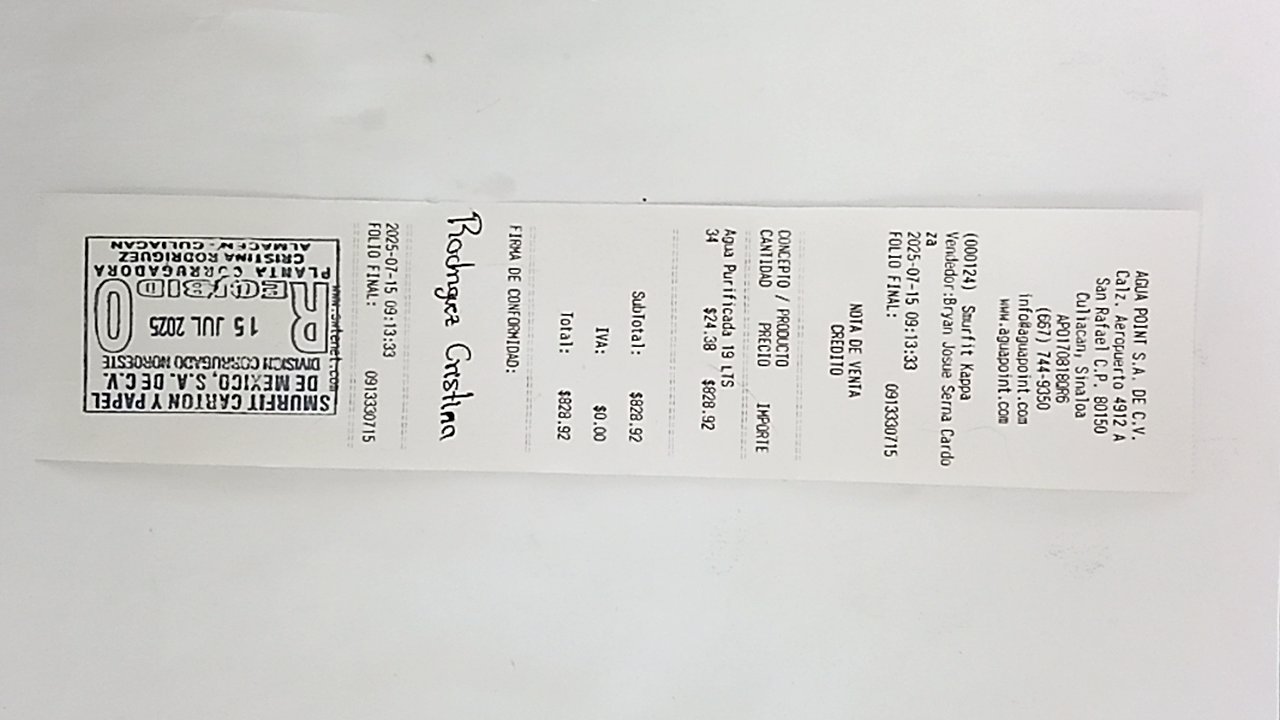 AGUA POINT S.A. DE C.V.
Calz. Aeropuerto 4912 A
San Rafael C.P. 80150
Culiacan, Sinaloa
APO170818QR6
(667) 744-9350
info@aguapoint.com
www.aguapoint.com
(000124) Smurfit Kappa
Vendedor:Bryan Josue Serna Cardo
za
2025-07-15 09:13:33
FOLIO FINAL: 0913330715
NOTA DE VENTA
CREDITO
CONCEPTO / PRODUCTO
CANTIDAD PRECIO IMPORTE
Agua Purificada 19 LTS
34 $24.38 $828.92
SubTotal: $828.92
IVA: $0.00
Total: $828.92
FIRMA DE CONFORMIDAD:
Rodriguez Cristina
2025-07-15 09:13:33
FOLIO FINAL: 0913330715
SMURFIT CARTON Y PAPEL
DE MEXICO, S.A. DE C.V.
DIVISION CORRUGADO NOROESTE
15 JUL 2025
RECIBIDO
PLANTA CORRUGADORA
CRISTINA RODRIGUEZ
ALMACEN - CULIACAN